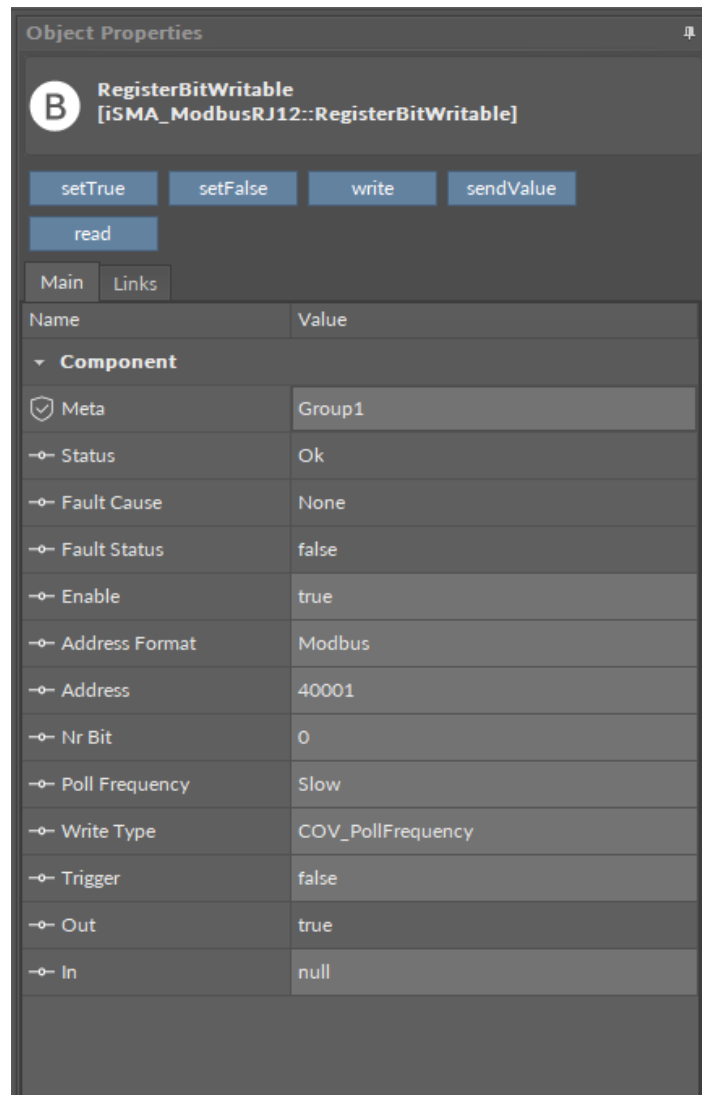 Object Properties
B
RegisterBitWritable
[iSMA_ModbusRJ12::RegisterBitWritable]
setTrue setFalse write sendValue
read
Main Links
Name Value
Component
Meta Group1
Status Ok
Fault Cause None
Fault Status false
Enable true
Address Format Modbus
Address 40001
Nr Bit 0
Poll Frequency Slow
Write Type COV_PollFrequency
Trigger false
Out true
In null